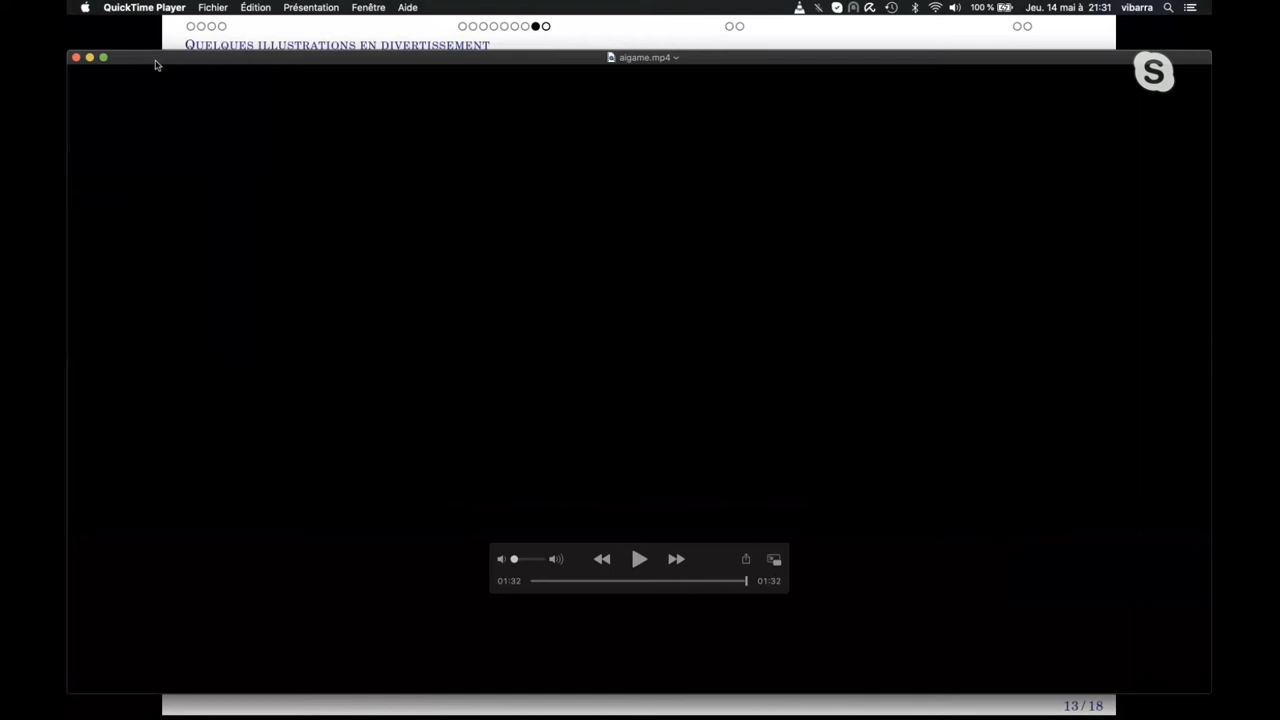 QuickTime Player Fichier Édition Présentation Fenêtre Aide 100 % Jeu. 14 mai à 21:31 vibarra
QUELQUES ILLUSTRATIONS EN DIVERTISSEMENT
aigame.mp4
S
01:32 01:32
13 / 18